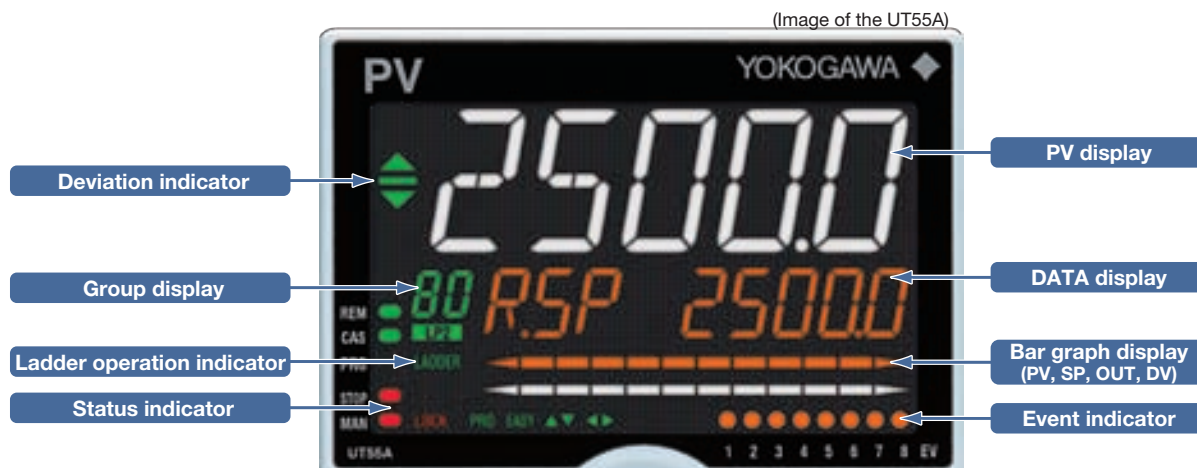 (Image of the UT55A)
PV
YOKOGAWA
2500.0
PV display
Deviation indicator
Group display
80
R.SP
2500.0
DATA display
REM
CAS
LP2
Ladder operation indicator
PRG
LADDER
Bar graph display
(PV, SP, OUT, DV)
Status indicator
STOP
MAN
LOCK
PRO
EASY
Event indicator
UT55A
1 2 3 4 5 6 7 8 EV